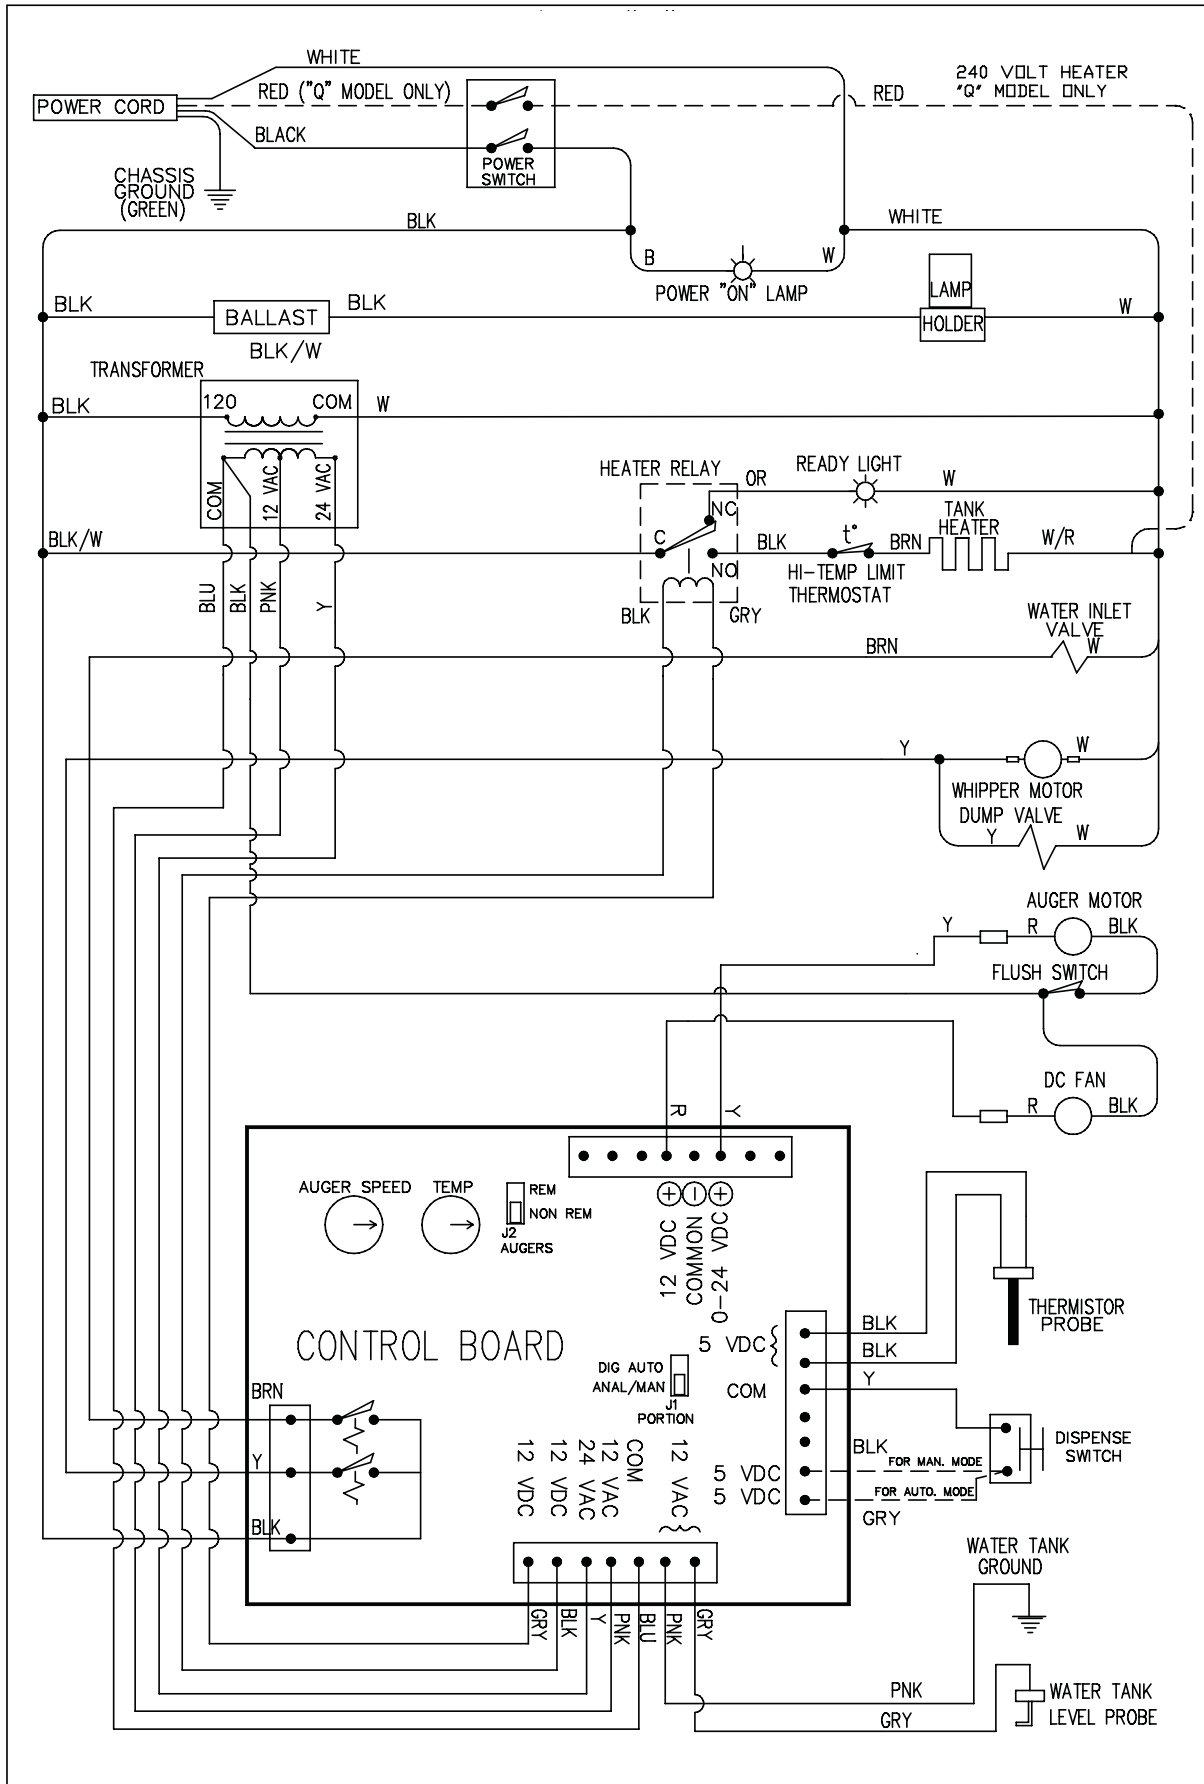 WHITE
240 VOLT HEATER
"Q" MODEL ONLY
RED ("Q" MODEL ONLY)
RED
POWER CORD
BLACK
POWER
SWITCH
CHASSIS
GROUND
(GREEN)
BLK
WHITE
B
W
POWER "ON" LAMP
LAMP
HOLDER
BLK
BALLAST
BLK
W
BLK/W
TRANSFORMER
120
COM
BLK
W
COM
12 VAC
24 VAC
HEATER RELAY
READY LIGHT
OR
W
NC
TANK
HEATER
BLK/W
C
BLK
t°
BRN
W/R
NO
HI-TEMP LIMIT
THERMOSTAT
BLU
BLK
PNK
Y
BLK
GRY
WATER INLET
VALVE
BRN
W
Y
W
WHIPPER MOTOR
DUMP VALVE
Y
W
AUGER MOTOR
Y
R
BLK
FLUSH SWITCH
DC FAN
R
BLK
R
Y
AUGER SPEED
TEMP
REM
NON REM
J2
AUGERS
+
-
+
12 VDC
COMMON
0-24 VDC
THERMISTOR
PROBE
CONTROL BOARD
5 VDC
BLK
BLK
DIG AUTO
ANAL/MAN
J1
PORTION
COM
Y
BRN
Y
BLK
12 VDC
12 VDC
24 VAC
12 VAC
COM
12 VAC
BLK
FOR MAN. MODE
5 VDC
5 VDC
FOR AUTO. MODE
GRY
DISPENSE
SWITCH
WATER TANK
GROUND
GRY
BLK
Y
PNK
BLU
PNK
GRY
PNK
GRY
WATER TANK
LEVEL PROBE